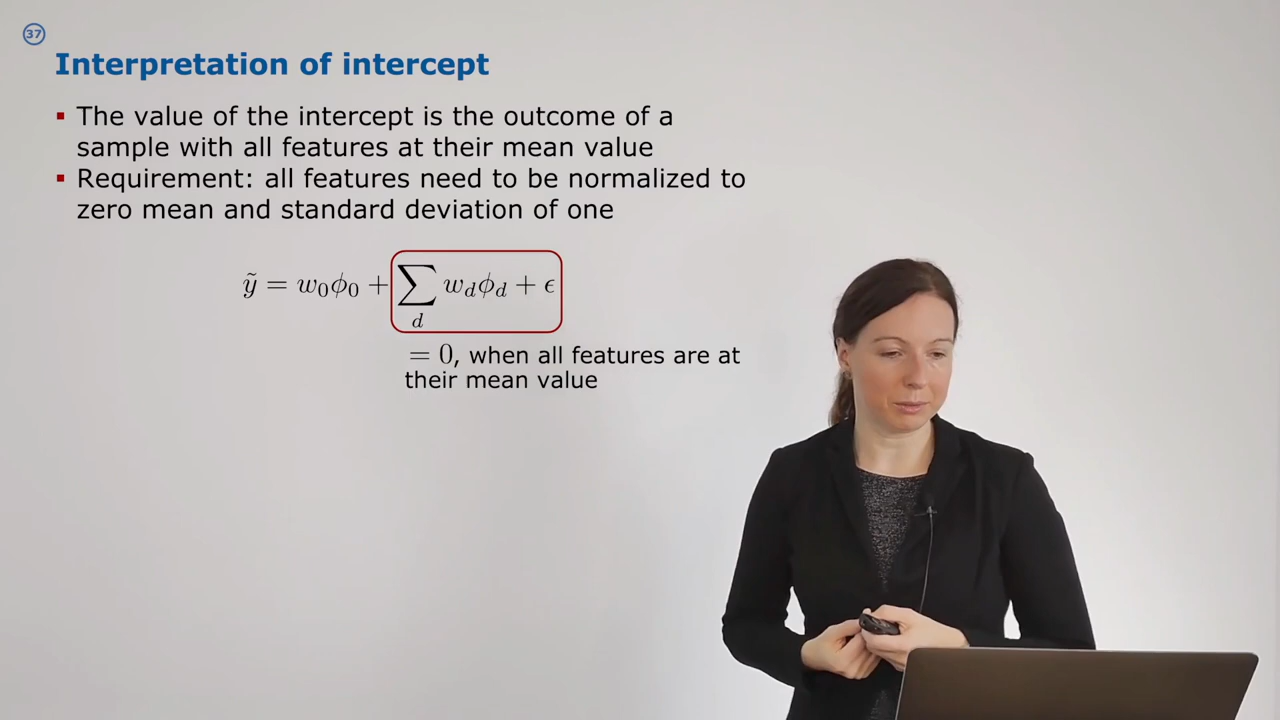 37
Interpretation of intercept
▪ The value of the intercept is the outcome of a
sample with all features at their mean value
▪ Requirement: all features need to be normalized to
zero mean and standard deviation of one
ỹ = w₀ϕ₀ + ∑_d w_dϕ_d + ϵ
= 0, when all features are at
their mean value